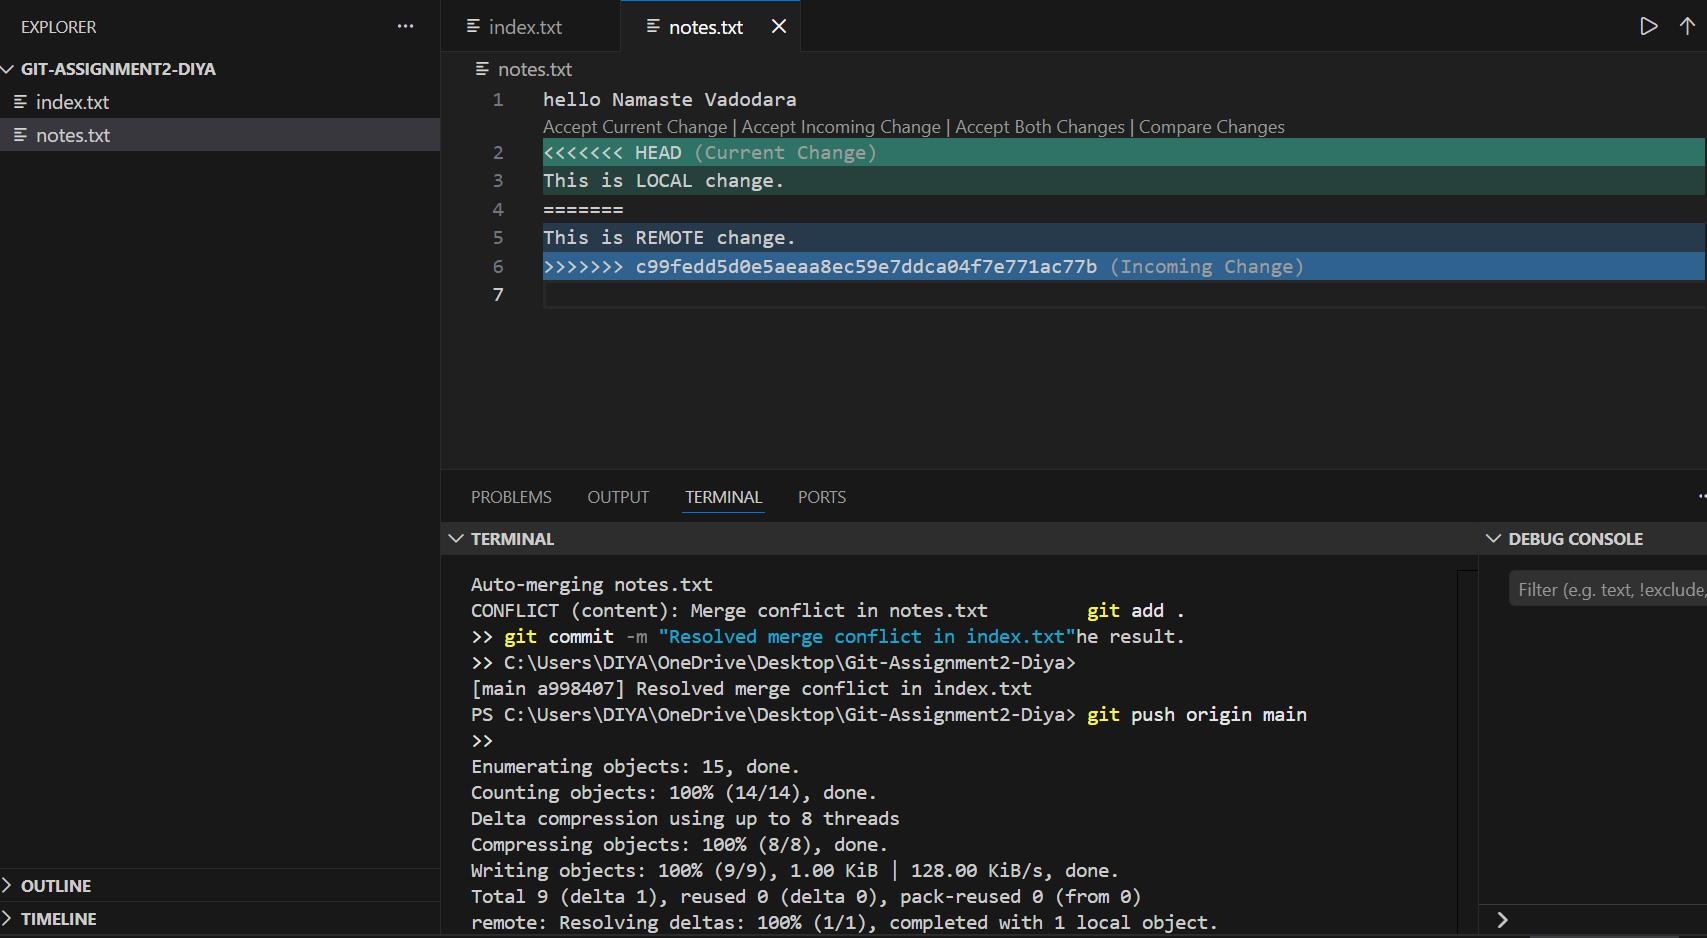 EXPLORER
GIT-ASSIGNMENT2-DIYA
index.txt
notes.txt
OUTLINE
TIMELINE
index.txt
notes.txt
notes.txt
1 hello Namaste Vadodara
Accept Current Change | Accept Incoming Change | Accept Both Changes | Compare Changes
2 <<<<<<< HEAD (Current Change)
3 This is LOCAL change.
4 =======
5 This is REMOTE change.
6 >>>>>>> c99fedd5d0e5aeaa8ec59e7ddca04f7e771ac77b (Incoming Change)
7
PROBLEMS OUTPUT TERMINAL PORTS
TERMINAL
Auto-merging notes.txt
CONFLICT (content): Merge conflict in notes.txt git add .
>> git commit -m "Resolved merge conflict in index.txt"he result.
>> C:\Users\DIYA\OneDrive\Desktop\Git-Assignment2-Diya>
[main a998407] Resolved merge conflict in index.txt
PS C:\Users\DIYA\OneDrive\Desktop\Git-Assignment2-Diya> git push origin main
>>
Enumerating objects: 15, done.
Counting objects: 100% (14/14), done.
Delta compression using up to 8 threads
Compressing objects: 100% (8/8), done.
Writing objects: 100% (9/9), 1.00 KiB | 128.00 KiB/s, done.
Total 9 (delta 1), reused 0 (delta 0), pack-reused 0 (from 0)
remote: Resolving deltas: 100% (1/1), completed with 1 local object.
DEBUG CONSOLE
Filter (e.g. text, !exclude,